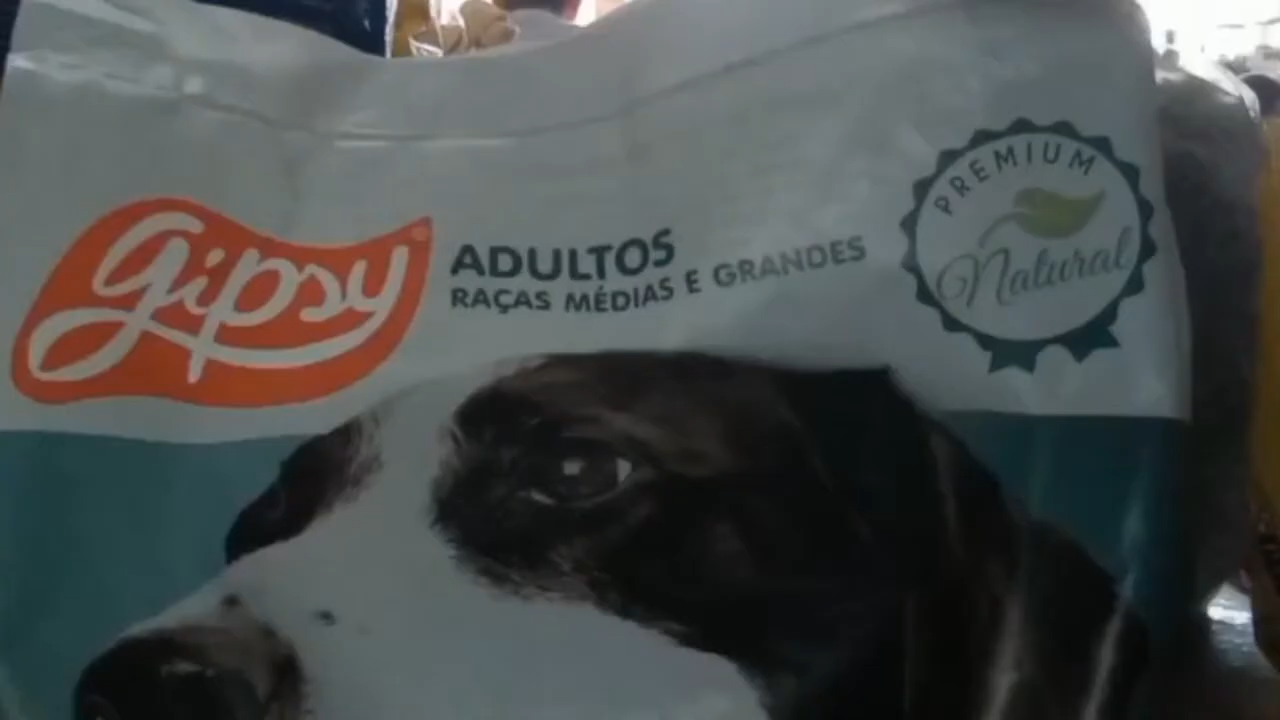 gipsy
ADULTOS
RAÇAS MÉDIAS E GRANDES
PREMIUM
Natural